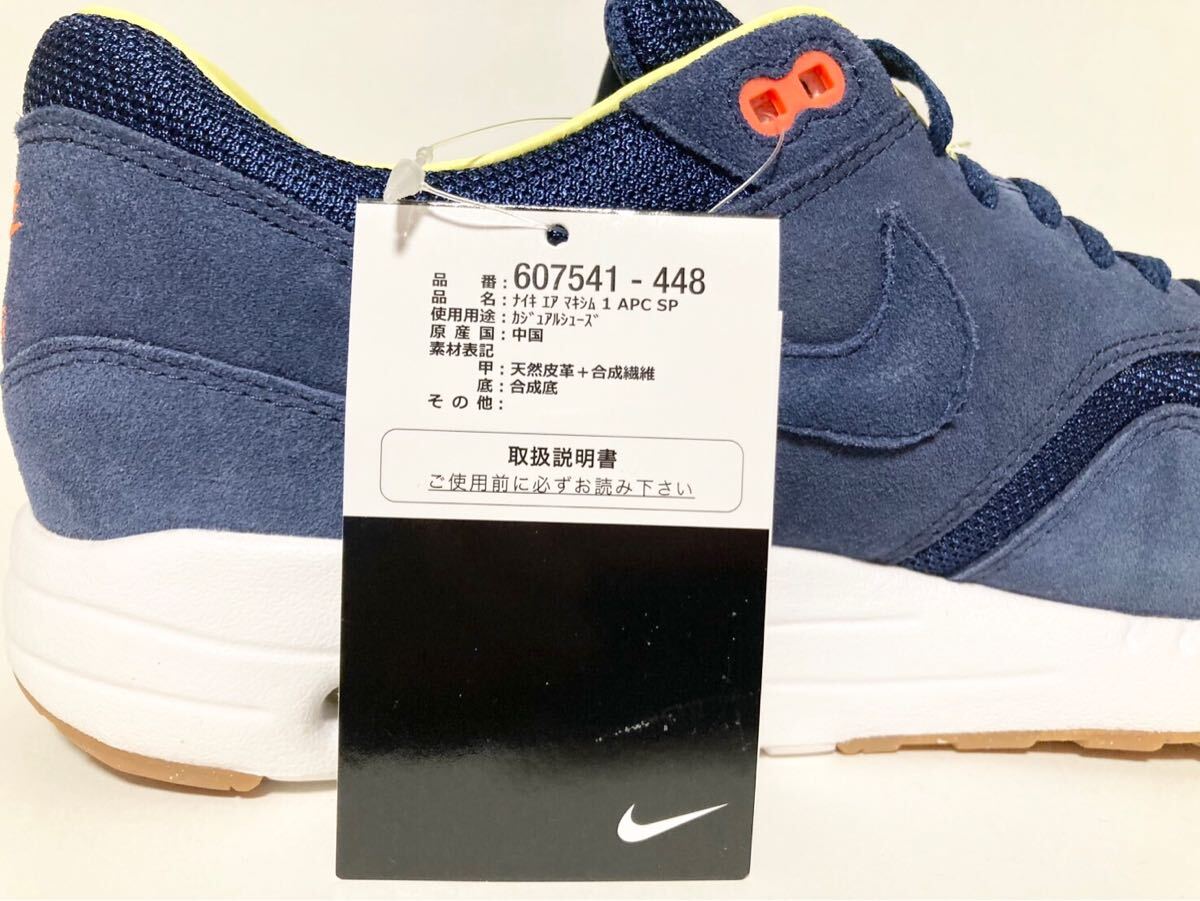 品 番：607541 - 448
品 名：ﾅｲｷ ｴｱ ﾏｷｼﾑ 1 APC SP
使用用途：ｶｼﾞｭｱﾙｼｭｰｽﾞ
原 産 国：中国
素材表記
甲：天然皮革＋合成繊維
底：合成底
そ の 他：
取扱説明書
ご使用前に必ずお読み下さい